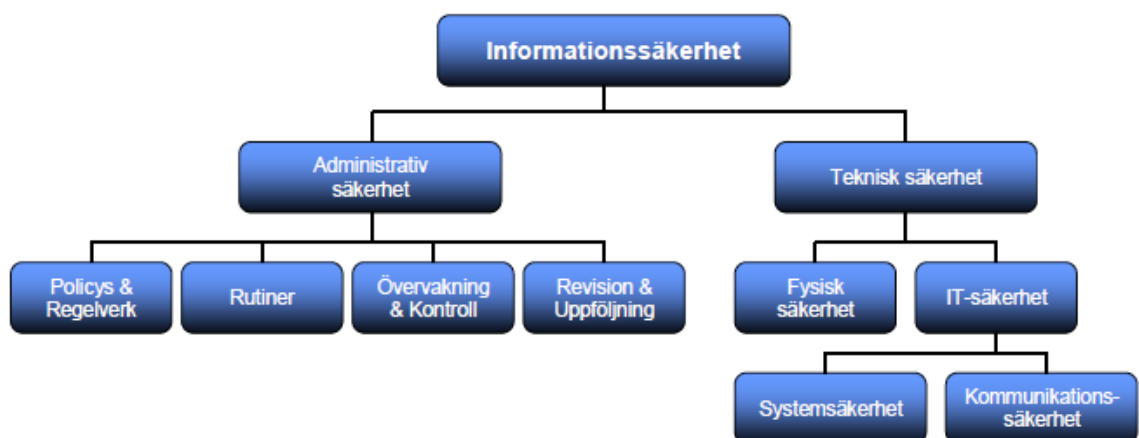 Informationssäkerhet
Administrativ
säkerhet
Teknisk säkerhet
Policys &
Regelverk
Rutiner
Övervakning
& Kontroll
Revision &
Uppföljning
Fysisk
säkerhet
IT-säkerhet
Systemsäkerhet
Kommunikations-
säkerhet